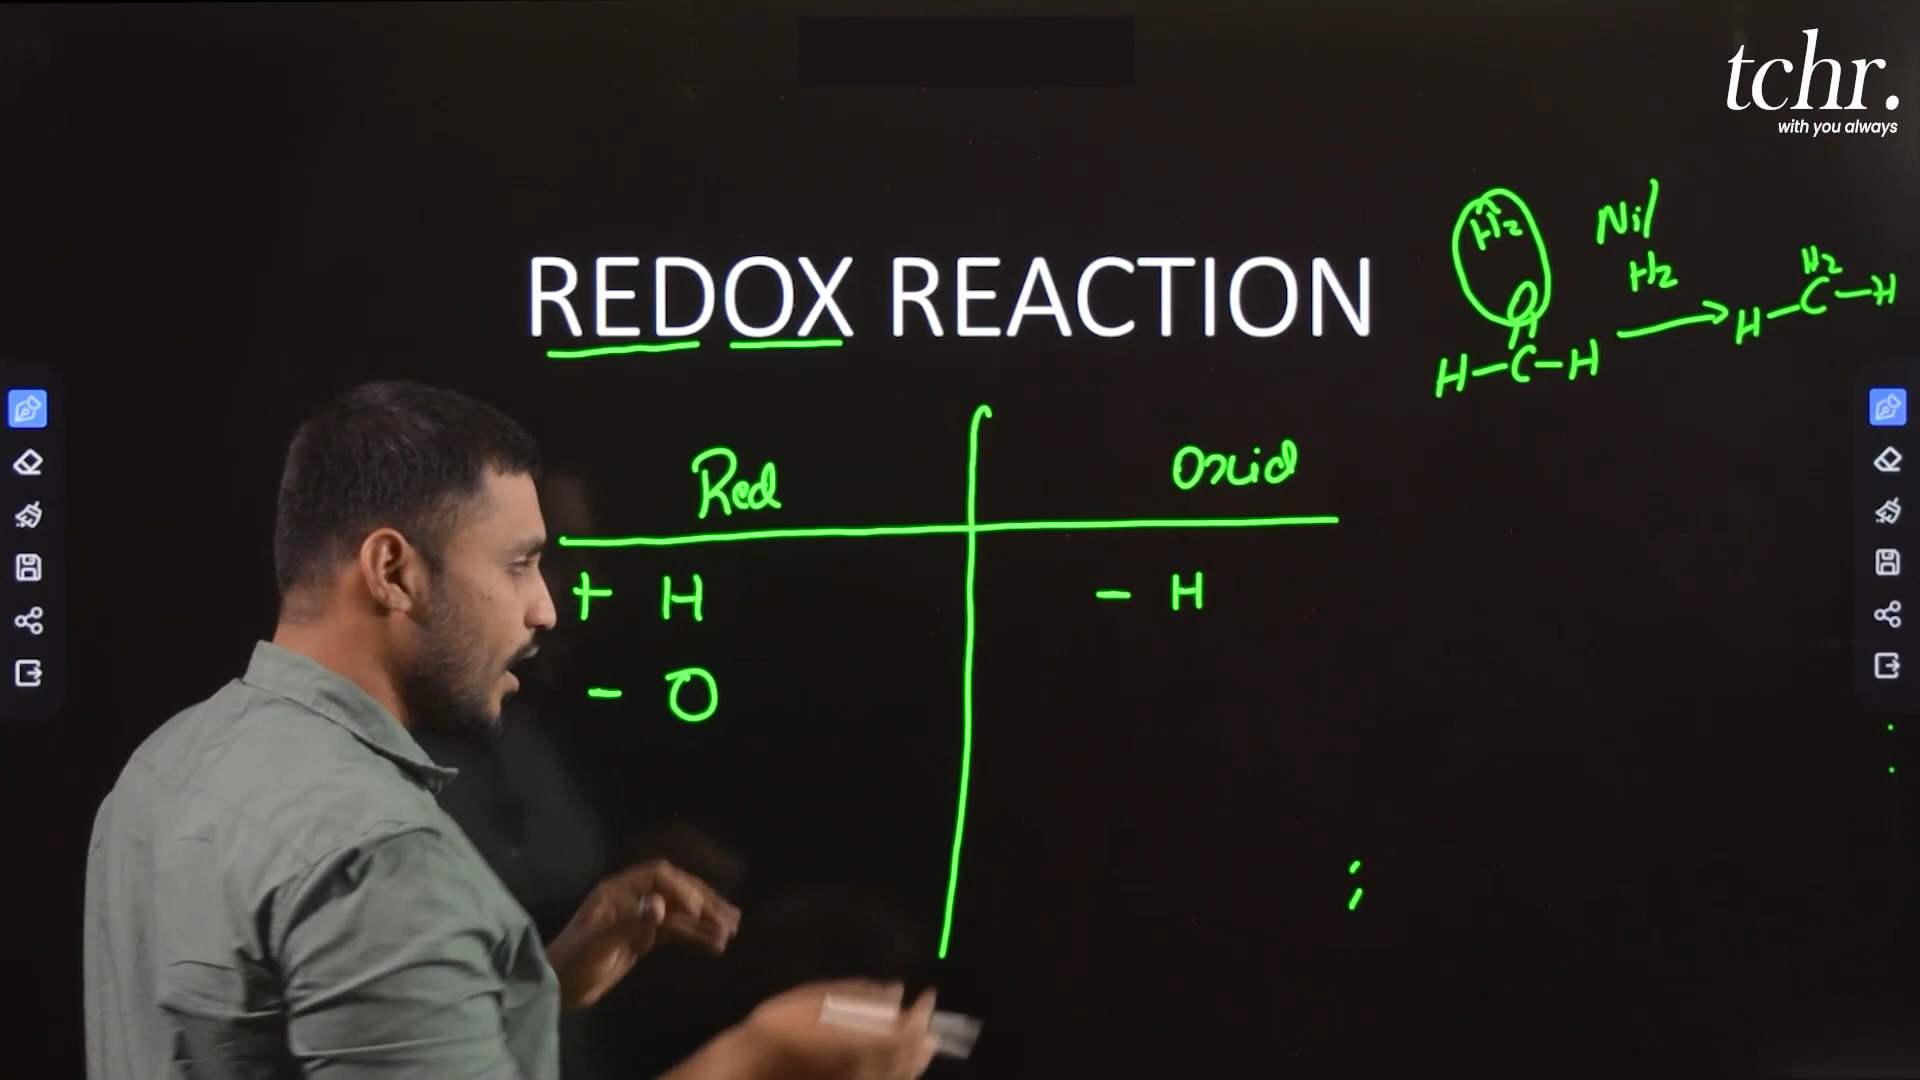 tchr.
with you always
REDOX REACTION
H2
Ni/
H2
O
H-C-H
H2
H-C-H
Red
Oxid
+ H
- H
- O